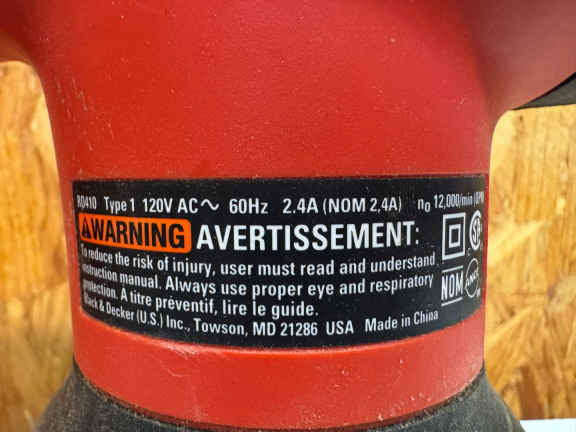 RO410 Type 1 120V AC~ 60Hz 2.4A (NOM 2,4A) n₀ 12,000/min (OPM
WARNING AVERTISSEMENT:
To reduce the risk of injury, user must read and understand
instruction manual. Always use proper eye and respiratory
protection. A titre préventif, lire le guide.
Black & Decker (U.S.) Inc., Towson, MD 21286 USA Made in China
NOM